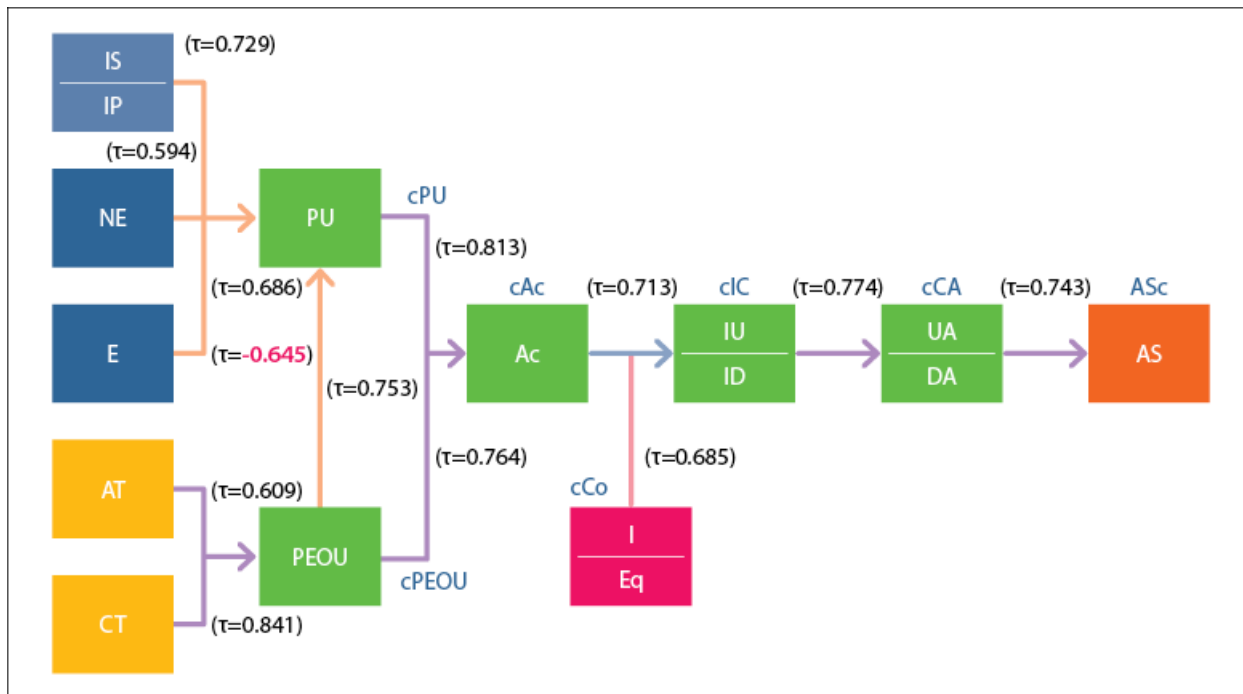 (τ=0.729)
IS
IP
(τ=0.594)
NE
PU
cPU
(τ=0.813)
(τ=0.686)
E
(τ=-0.645)
(τ=0.753)
cAc
(τ=0.713)
cIC
(τ=0.774)
cCA
(τ=0.743)
ASc
Ac
IU
ID
UA
DA
AS
(τ=0.764)
(τ=0.685)
AT
(τ=0.609)
cCo
PEOU
cPEOU
I
Eq
CT
(τ=0.841)